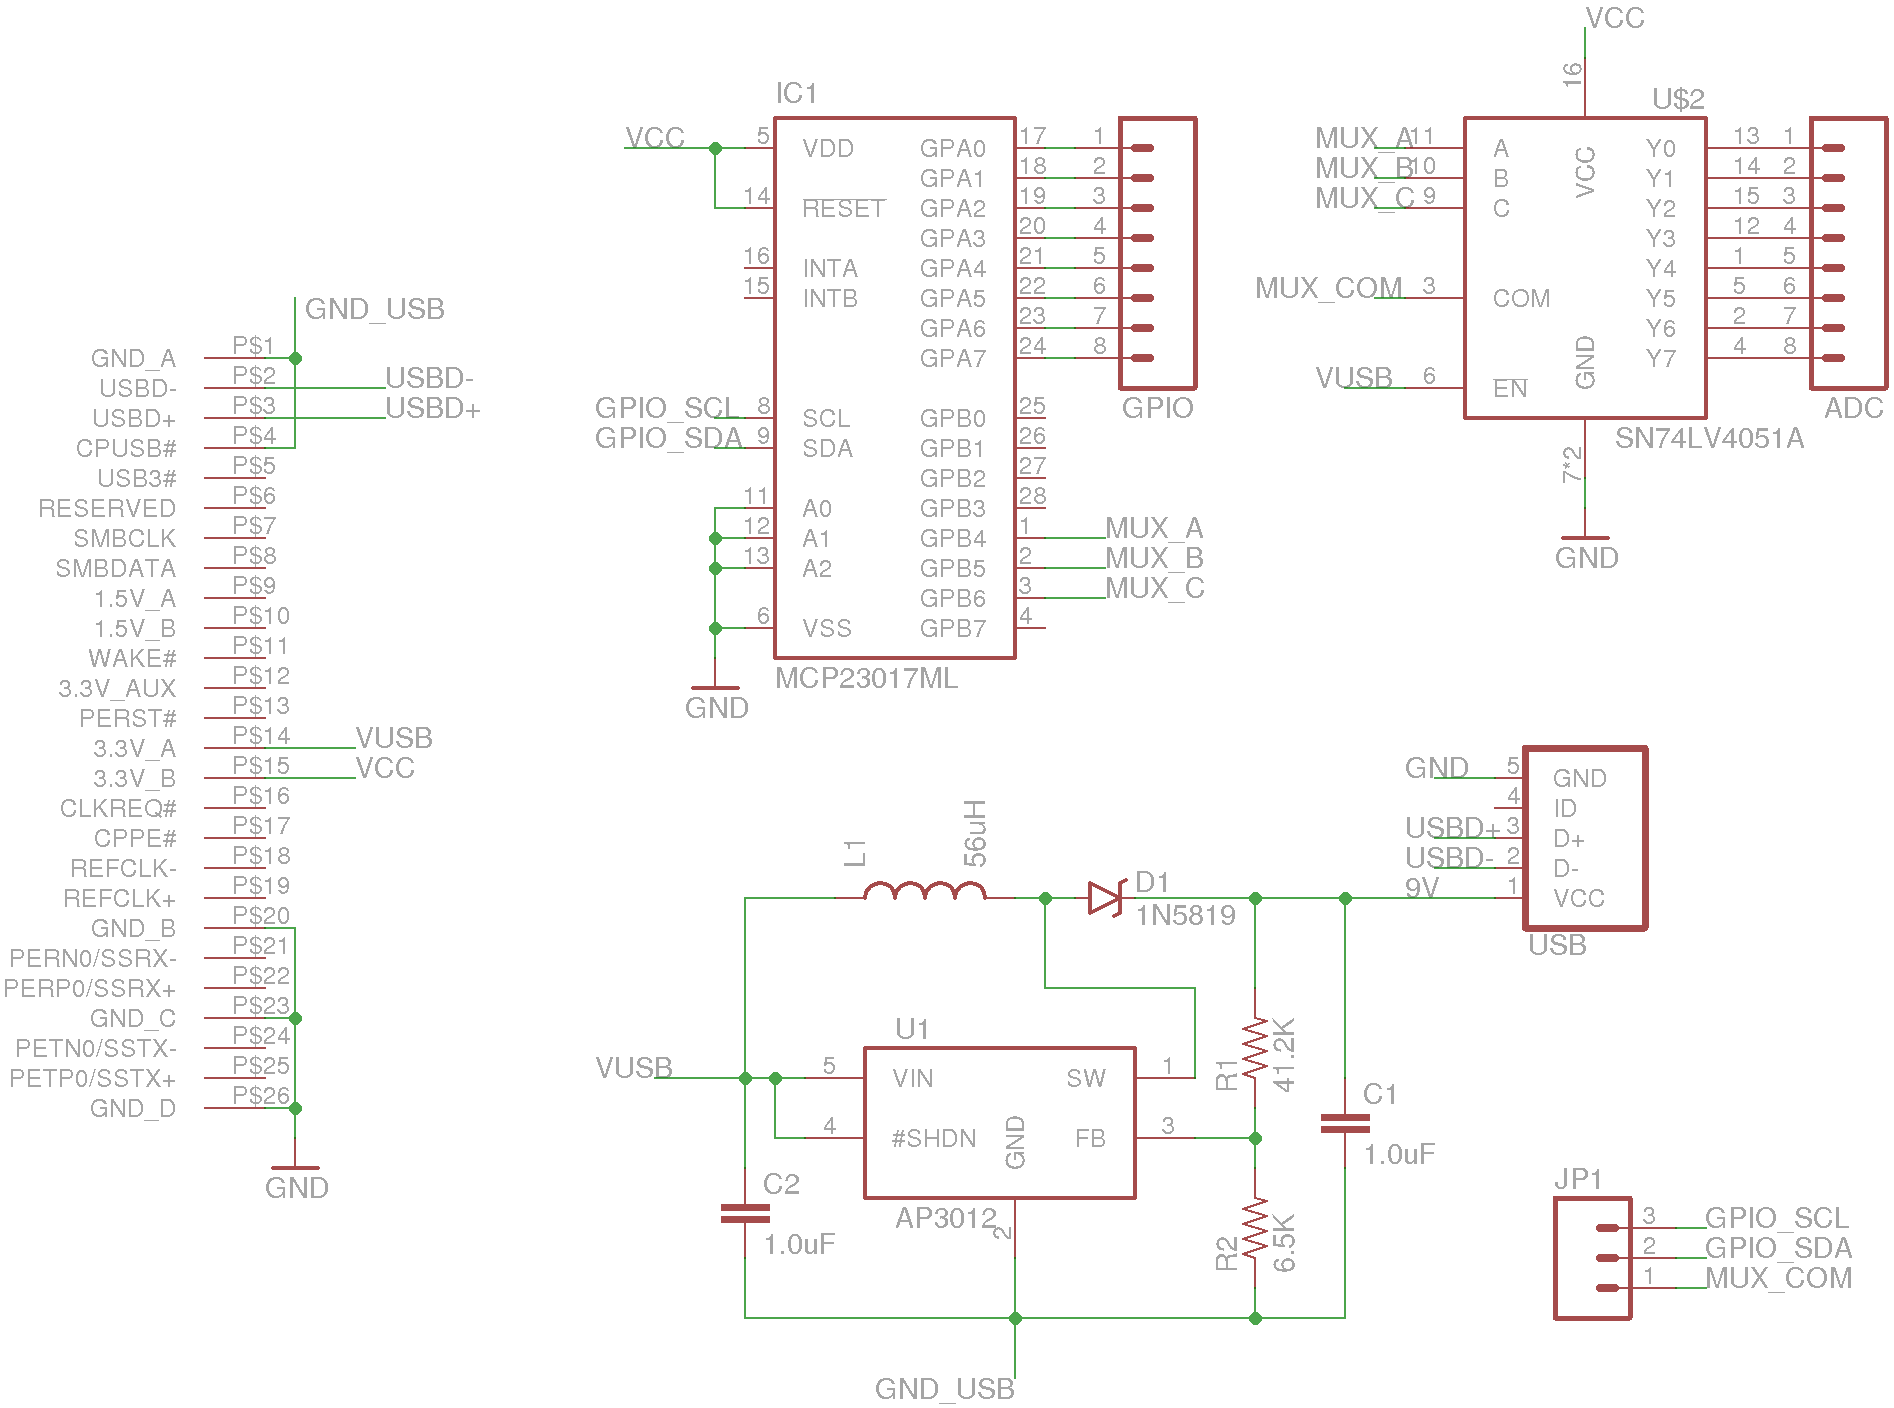 GND_USB
GND_A P$1
USBD- P$2 USBD-
USBD+ P$3 USBD+
CPUSB# P$4
USB3# P$5
RESERVED P$6
SMBCLK P$7
SMBDATA P$8
1.5V_A P$9
1.5V_B P$10
WAKE# P$11
3.3V_AUX P$12
PERST# P$13
3.3V_A P$14 VUSB
3.3V_B P$15 VCC
CLKREQ# P$16
CPPE# P$17
REFCLK- P$18
REFCLK+ P$19
GND_B P$20
PERN0/SSRX- P$21
PERP0/SSRX+ P$22
GND_C P$23
PETN0/SSTX- P$24
PETP0/SSTX+ P$25
GND_D P$26
GND
IC1
VCC 5 VDD GPA0 17 1
GPA1 18 2
14 RESET GPA2 19 3
GPA3 20 4
16 INTA GPA4 21 5
15 INTB GPA5 22 6
GPA6 23 7
GPA7 24 8
GPIO
GPIO_SCL 8 SCL GPB0 25
GPIO_SDA 9 SDA GPB1 26
GPB2 27
11 A0 GPB3 28
12 A1 GPB4 1 MUX_A
13 A2 GPB5 2 MUX_B
GPB6 3 MUX_C
6 VSS GPB7 4
MCP23017ML
GND
VCC
16
U$2
MUX_A 11 A VCC Y0 13 1
MUX_B 10 B Y1 14 2
MUX_C 9 C Y2 15 3
Y3 12 4
Y4 1 5
MUX_COM 3 COM Y5 5 6
Y6 2 7
GND Y7 4 8
VUSB 6 EN
ADC
SN74LV4051A
7*2
GND
L1 56uH
D1
1N5819
9V
U1
VUSB 5 VIN SW 1
4 #SHDN GND FB 3
AP3012
2
C2
1.0uF
R1 41.2K
R2 6.5K
C1
1.0uF
GND_USB
GND 5 GND
4 ID
USBD+ 3 D+
USBD- 2 D-
1 VCC
USB
JP1
3 GPIO_SCL
2 GPIO_SDA
1 MUX_COM